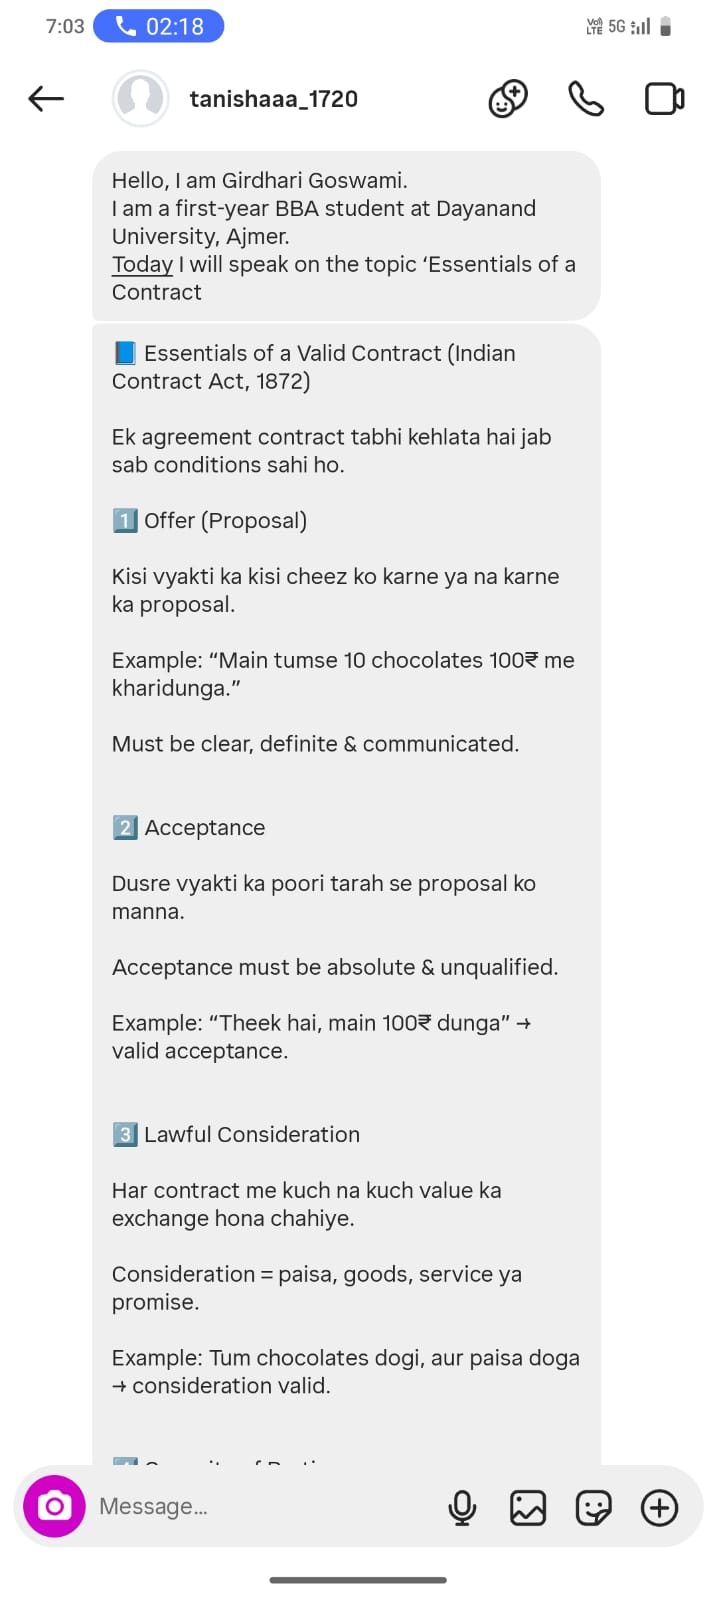 7:03 02:18 VoLTE 5G
tanishaaa_1720
Hello, I am Girdhari Goswami.
I am a first-year BBA student at Dayanand
University, Ajmer.
Today I will speak on the topic ‘Essentials of a
Contract
📘 Essentials of a Valid Contract (Indian
Contract Act, 1872)
Ek agreement contract tabhi kehlata hai jab
sab conditions sahi ho.
1️⃣ Offer (Proposal)
Kisi vyakti ka kisi cheez ko karne ya na karne
ka proposal.
Example: “Main tumse 10 chocolates 100₹ me
kharidunga.”
Must be clear, definite & communicated.
2️⃣ Acceptance
Dusre vyakti ka poori tarah se proposal ko
manna.
Acceptance must be absolute & unqualified.
Example: “Theek hai, main 100₹ dunga” →
valid acceptance.
3️⃣ Lawful Consideration
Har contract me kuch na kuch value ka
exchange hona chahiye.
Consideration = paisa, goods, service ya
promise.
Example: Tum chocolates dogi, aur paisa doga
→ consideration valid.
Message...